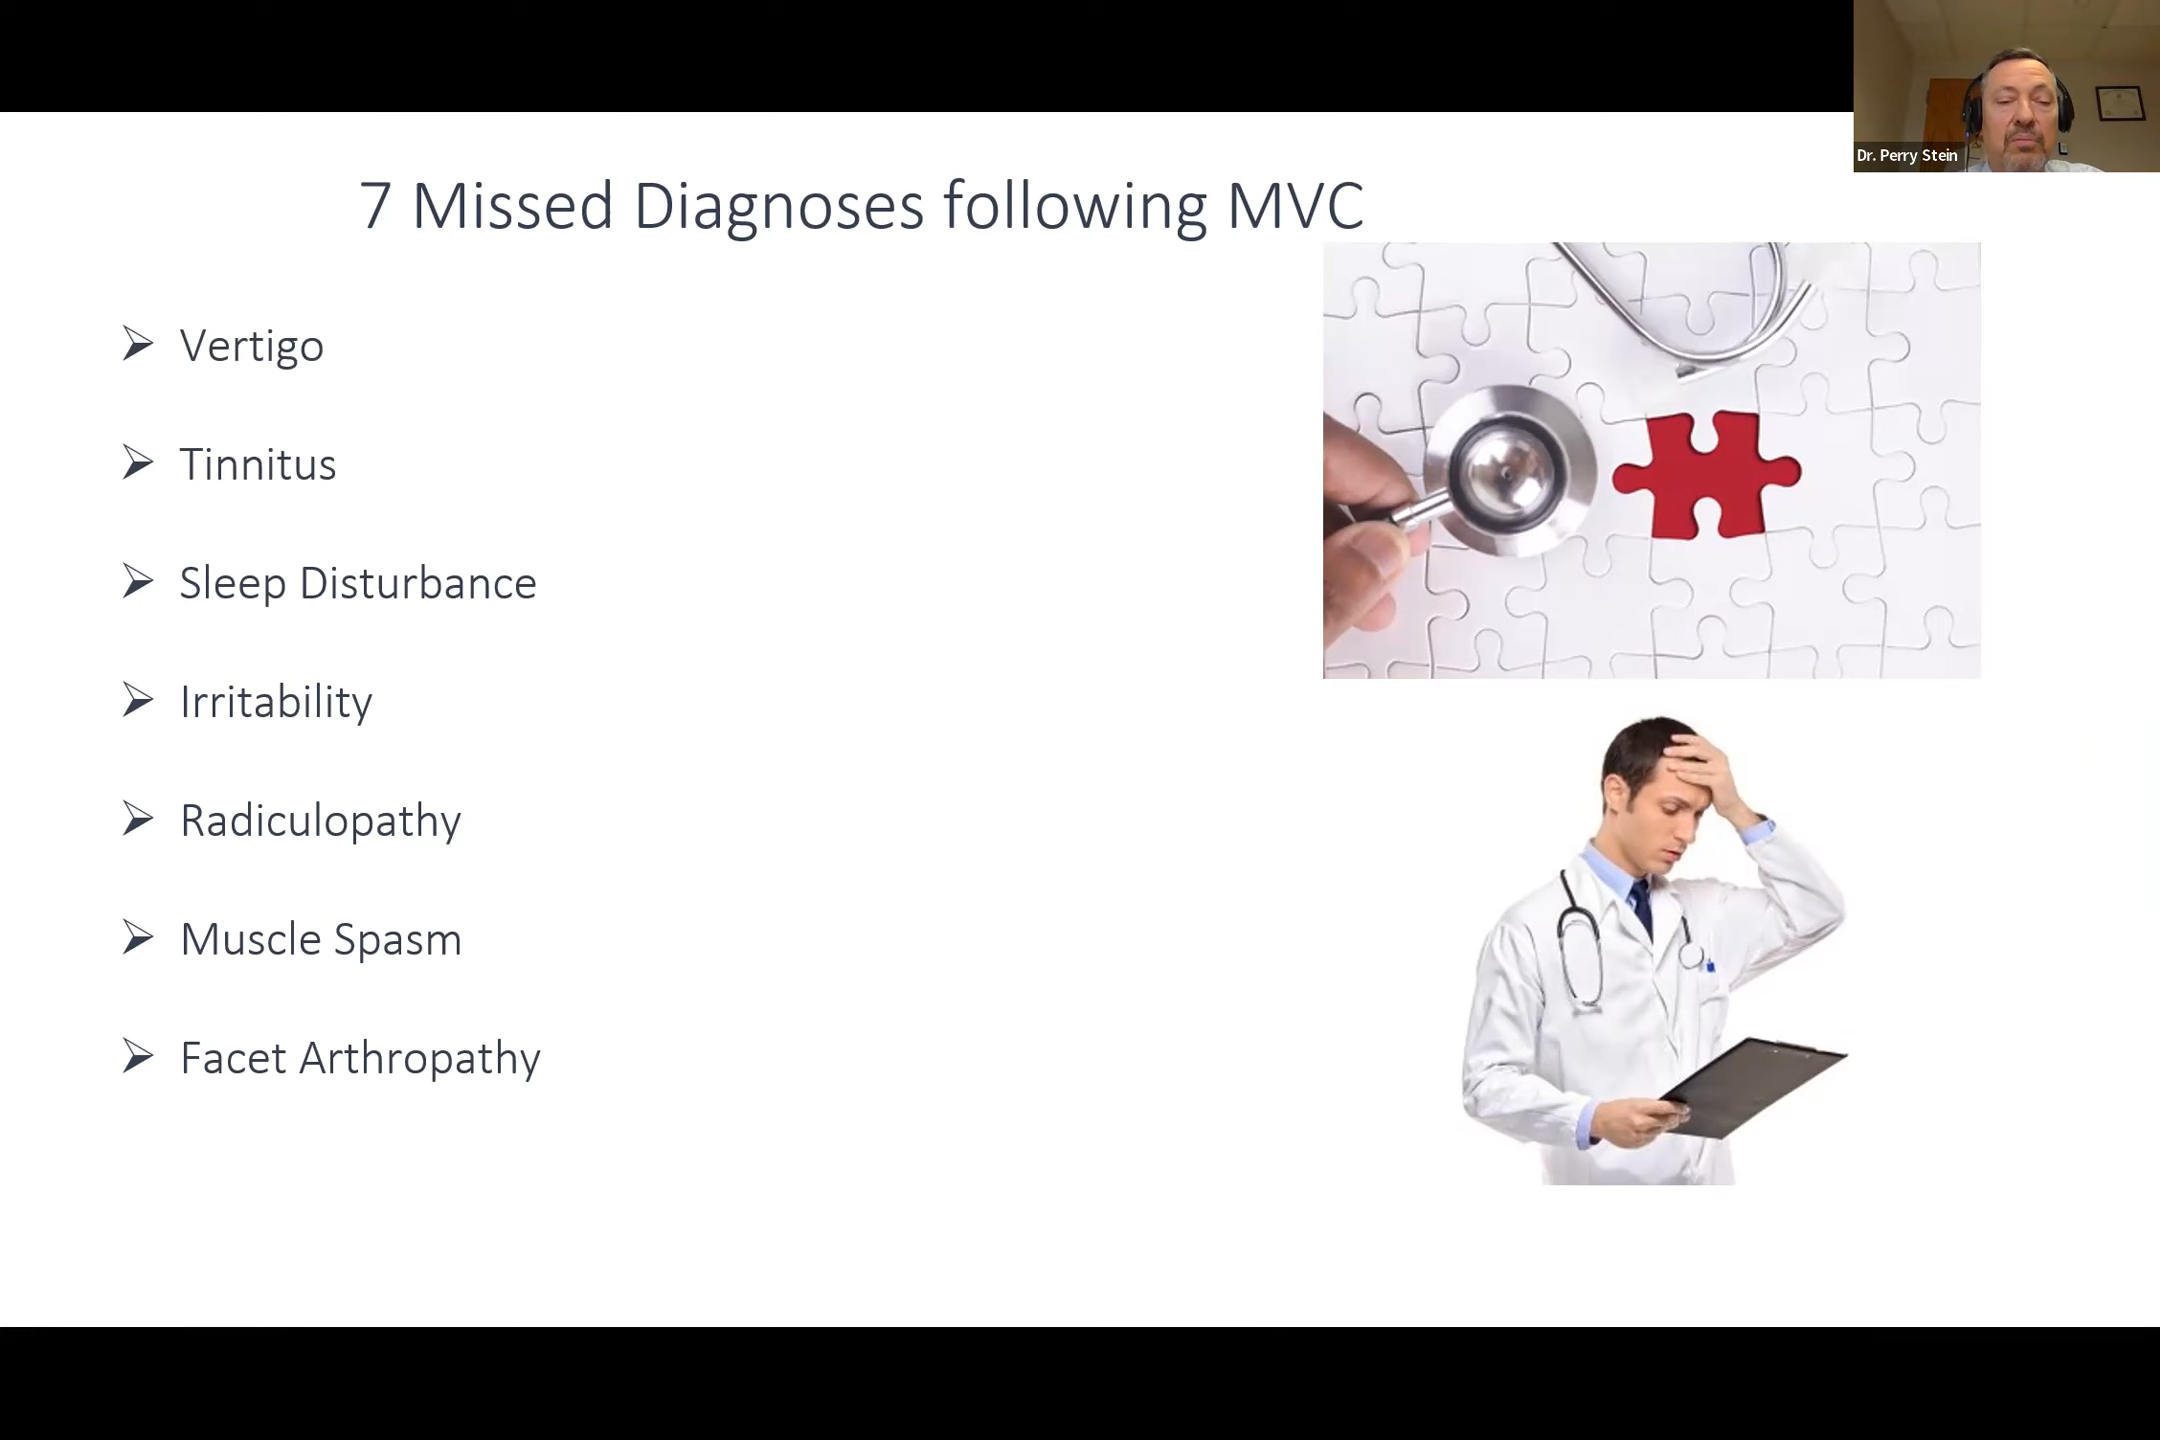 Dr. Perry Stein
7 Missed Diagnoses following MVC
Vertigo
Tinnitus
Sleep Disturbance
Irritability
Radiculopathy
Muscle Spasm
Facet Arthropathy